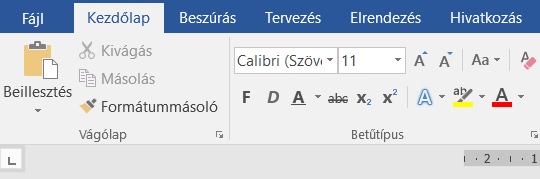 Fájl Kezdőlap Beszúrás Tervezés Elrendezés Hivatkozás
Beillesztés
Kivágás
Másolás
Formátummásoló
Vágólap
Calibri (Szöve 11 A A Aa A
F D A abc x₂ x² A ab A
Betűtípus
L 2 1